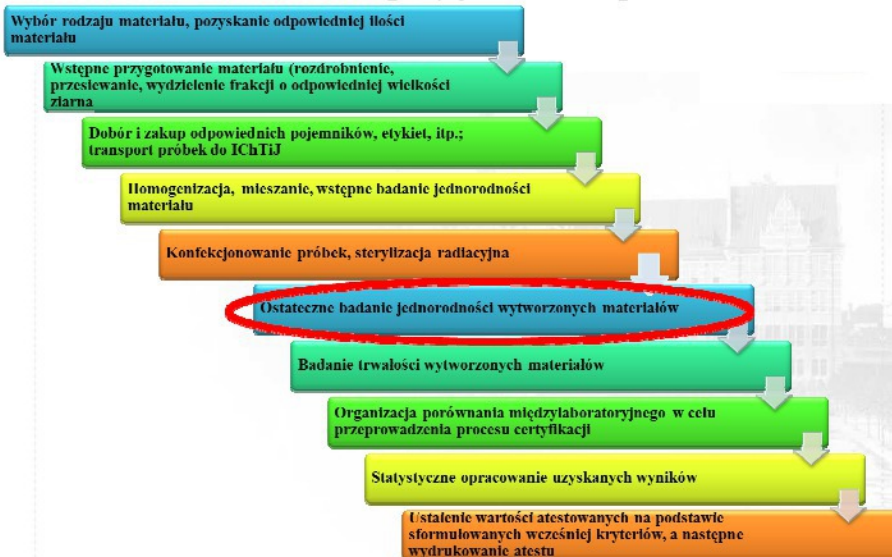 Wybór rodzaju materiału, pozyskanie odpowiedniej ilości
materiału
Wstępne przygotowanie materiału (rozdrobnienie,
przesiewanie, wydzielenie frakcji o odpowiedniej wielkości
ziarna
Dobór i zakup odpowiednich pojemników, etykiet, itp.;
transport próbek do IChTiJ
Homogenizacja, mieszanie, wstępne badanie jednorodności
materiału
Konfekcjonowanie próbek, sterylizacja radiacyjna
Ostateczne badanie jednorodności wytworzonych materiałów
Badanie trwałości wytworzonych materiałów
Organizacja porównania międzylaboratoryjnego w celu
przeprowadzenia procesu certyfikacji
Statystyczne opracowanie uzyskanych wyników
Ustalenie wartości atestowanych na podstawie
sformułowanych wcześniej kryteriów, a następne
wydrukowanie atestu